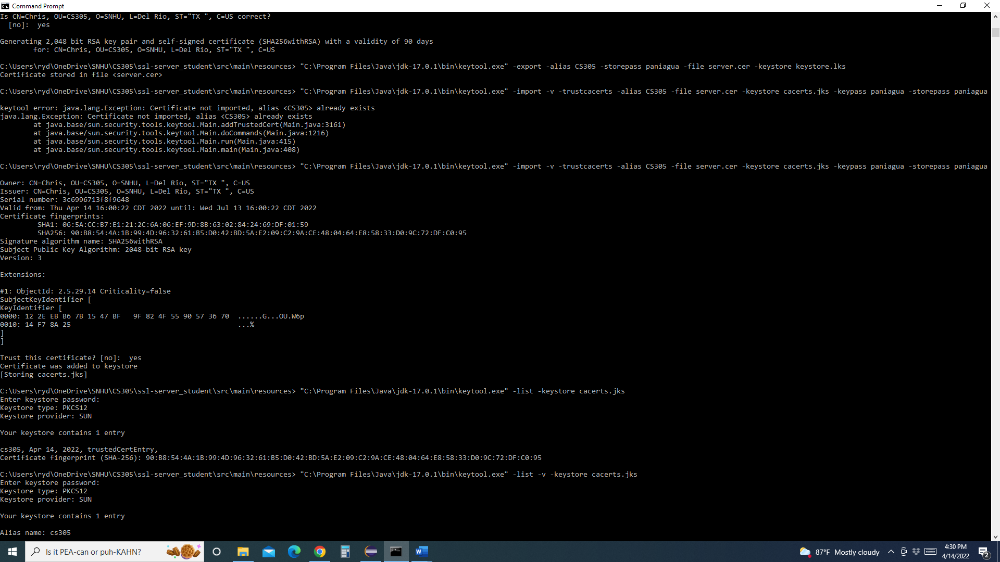 Command Prompt
Is CN=Chris, OU=CS305, O=SNHU, L=Del Rio, ST="TX ", C=US correct?
  [no]:  yes
Generating 2,048 bit RSA key pair and self-signed certificate (SHA256withRSA) with a validity of 90 days
        for: CN=Chris, OU=CS305, O=SNHU, L=Del Rio, ST="TX ", C=US
C:\Users\ryd\OneDrive\SNHU\CS305\ssl-server_student\src\main\resources> "C:\Program Files\Java\jdk-17.0.1\bin\keytool.exe" -export -alias CS305 -storepass paniagua -file server.cer -keystore keystore.lks
Certificate stored in file <server.cer>
C:\Users\ryd\OneDrive\SNHU\CS305\ssl-server_student\src\main\resources> "C:\Program Files\Java\jdk-17.0.1\bin\keytool.exe" -import -v -trustcacerts -alias CS305 -file server.cer -keystore cacerts.jks -keypass paniagua -storepass paniagua
keytool error: java.lang.Exception: Certificate not imported, alias <CS305> already exists
java.lang.Exception: Certificate not imported, alias <CS305> already exists
        at java.base/sun.security.tools.keytool.Main.addTrustedCert(Main.java:3161)
        at java.base/sun.security.tools.keytool.Main.doCommands(Main.java:1216)
        at java.base/sun.security.tools.keytool.Main.run(Main.java:415)
        at java.base/sun.security.tools.keytool.Main.main(Main.java:408)
C:\Users\ryd\OneDrive\SNHU\CS305\ssl-server_student\src\main\resources> "C:\Program Files\Java\jdk-17.0.1\bin\keytool.exe" -import -v -trustcacerts -alias CS305 -file server.cer -keystore cacerts.jks -keypass paniagua -storepass paniagua
Owner: CN=Chris, OU=CS305, O=SNHU, L=Del Rio, ST="TX ", C=US
Issuer: CN=Chris, OU=CS305, O=SNHU, L=Del Rio, ST="TX ", C=US
Serial number: 3c6996713f8f9648
Valid from: Thu Apr 14 16:00:22 CDT 2022 until: Wed Jul 13 16:00:22 CDT 2022
Certificate fingerprints:
         SHA1: 06:5A:CC:B7:E1:21:2C:6A:06:EF:9D:8B:63:02:84:24:69:DF:01:59
         SHA256: 90:B8:54:4A:1B:99:4D:96:32:61:B5:D0:42:BD:5A:E2:09:C2:9A:CE:48:04:64:E8:58:33:D0:9C:72:DF:C0:95
Signature algorithm name: SHA256withRSA
Subject Public Key Algorithm: 2048-bit RSA key
Version: 3
Extensions:
#1: ObjectId: 2.5.29.14 Criticality=false
SubjectKeyIdentifier [
KeyIdentifier [
0000: 12 2E EB B6 7B 15 47 BF   9F 82 4F 55 90 57 36 70  ......G...OU.W6p
0010: 14 F7 8A 25                                        ...%
]
]
Trust this certificate? [no]:  yes
Certificate was added to keystore
[Storing cacerts.jks]
C:\Users\ryd\OneDrive\SNHU\CS305\ssl-server_student\src\main\resources> "C:\Program Files\Java\jdk-17.0.1\bin\keytool.exe" -list -keystore cacerts.jks
Enter keystore password:
Keystore type: PKCS12
Keystore provider: SUN
Your keystore contains 1 entry
cs305, Apr 14, 2022, trustedCertEntry,
Certificate fingerprint (SHA-256): 90:B8:54:4A:1B:99:4D:96:32:61:B5:D0:42:BD:5A:E2:09:C2:9A:CE:48:04:64:E8:58:33:D0:9C:72:DF:C0:95
C:\Users\ryd\OneDrive\SNHU\CS305\ssl-server_student\src\main\resources> "C:\Program Files\Java\jdk-17.0.1\bin\keytool.exe" -list -v -keystore cacerts.jks
Enter keystore password:
Keystore type: PKCS12
Keystore provider: SUN
Your keystore contains 1 entry
Alias name: cs305
Is it PEA-can or puh-KAHN?
87°F  Mostly cloudy
4:30 PM
4/14/2022
2